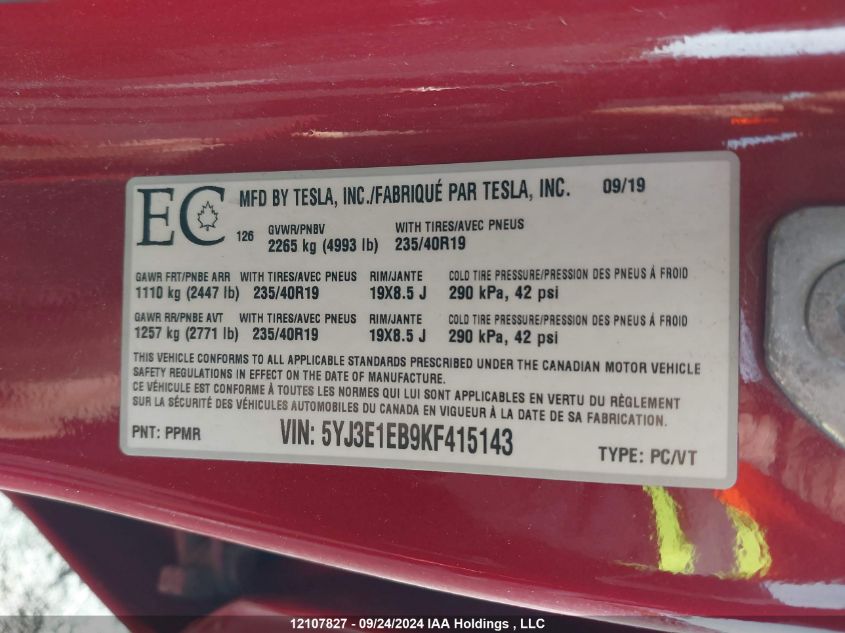 EC MFD BY TESLA, INC./FABRIQUÉ PAR TESLA, INC. 09/19
126 GVWR/PNBV WITH TIRES/AVEC PNEUS
2265 kg (4993 lb) 235/40R19
GAWR FRT/PNBE ARR WITH TIRES/AVEC PNEUS RIM/JANTE COLD TIRE PRESSURE/PRESSION DES PNEUS À FROID
1110 kg (2447 lb) 235/40R19 19X8.5 J 290 kPa, 42 psi
GAWR RR/PNBE AVT WITH TIRES/AVEC PNEUS RIM/JANTE COLD TIRE PRESSURE/PRESSION DES PNEUS À FROID
1257 kg (2771 lb) 235/40R19 19X8.5 J 290 kPa, 42 psi
THIS VEHICLE CONFORMS TO ALL APPLICABLE STANDARDS PRESCRIBED UNDER THE CANADIAN MOTOR VEHICLE
SAFETY REGULATIONS IN EFFECT ON THE DATE OF MANUFACTURE.
CE VÉHICULE EST CONFORME À TOUTES LES NORMES QUI LUI SONT APPLICABLES EN VERTU DU RÈGLEMENT
SUR LA SÉCURITÉ DES VÉHICULES AUTOMOBILES DU CANADA EN VIGUEUR À LA DATE DE SA FABRICATION.
PNT: PPMR VIN: 5YJ3E1EB9KF415143 TYPE: PC/VT
12107827 - 09/24/2024 IAA Holdings , LLC